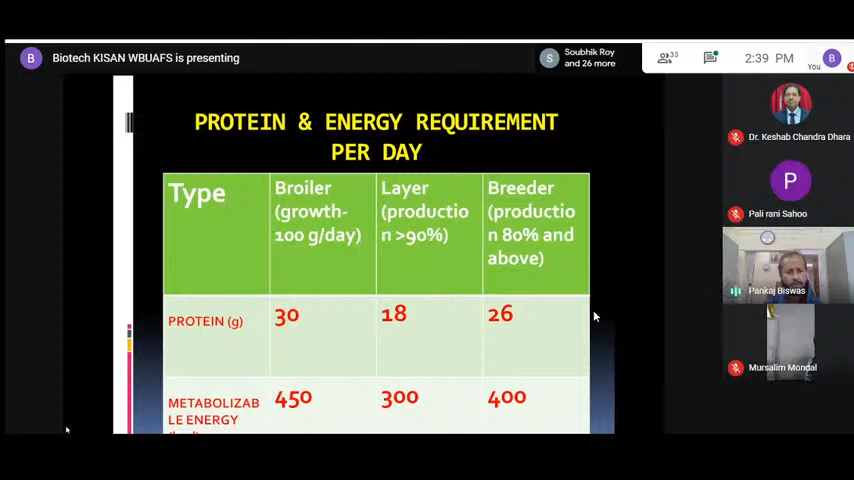 B
Biotech KISAN WBUAFS is presenting
S
Soubhik Roy
and 26 more
33
2:39 PM
You
B
PROTEIN & ENERGY REQUIREMENT
PER DAY
Type
Broiler
(growth-
100 g/day)
Layer
(productio
n >90%)
Breeder
(productio
n 80% and
above)
PROTEIN (g)
30
18
26
METABOLIZAB
LE ENERGY
450
300
400
Dr. Keshab Chandra Dhara
P
Pali rani Sahoo
Pankaj Biswas
Mursalim Mondal